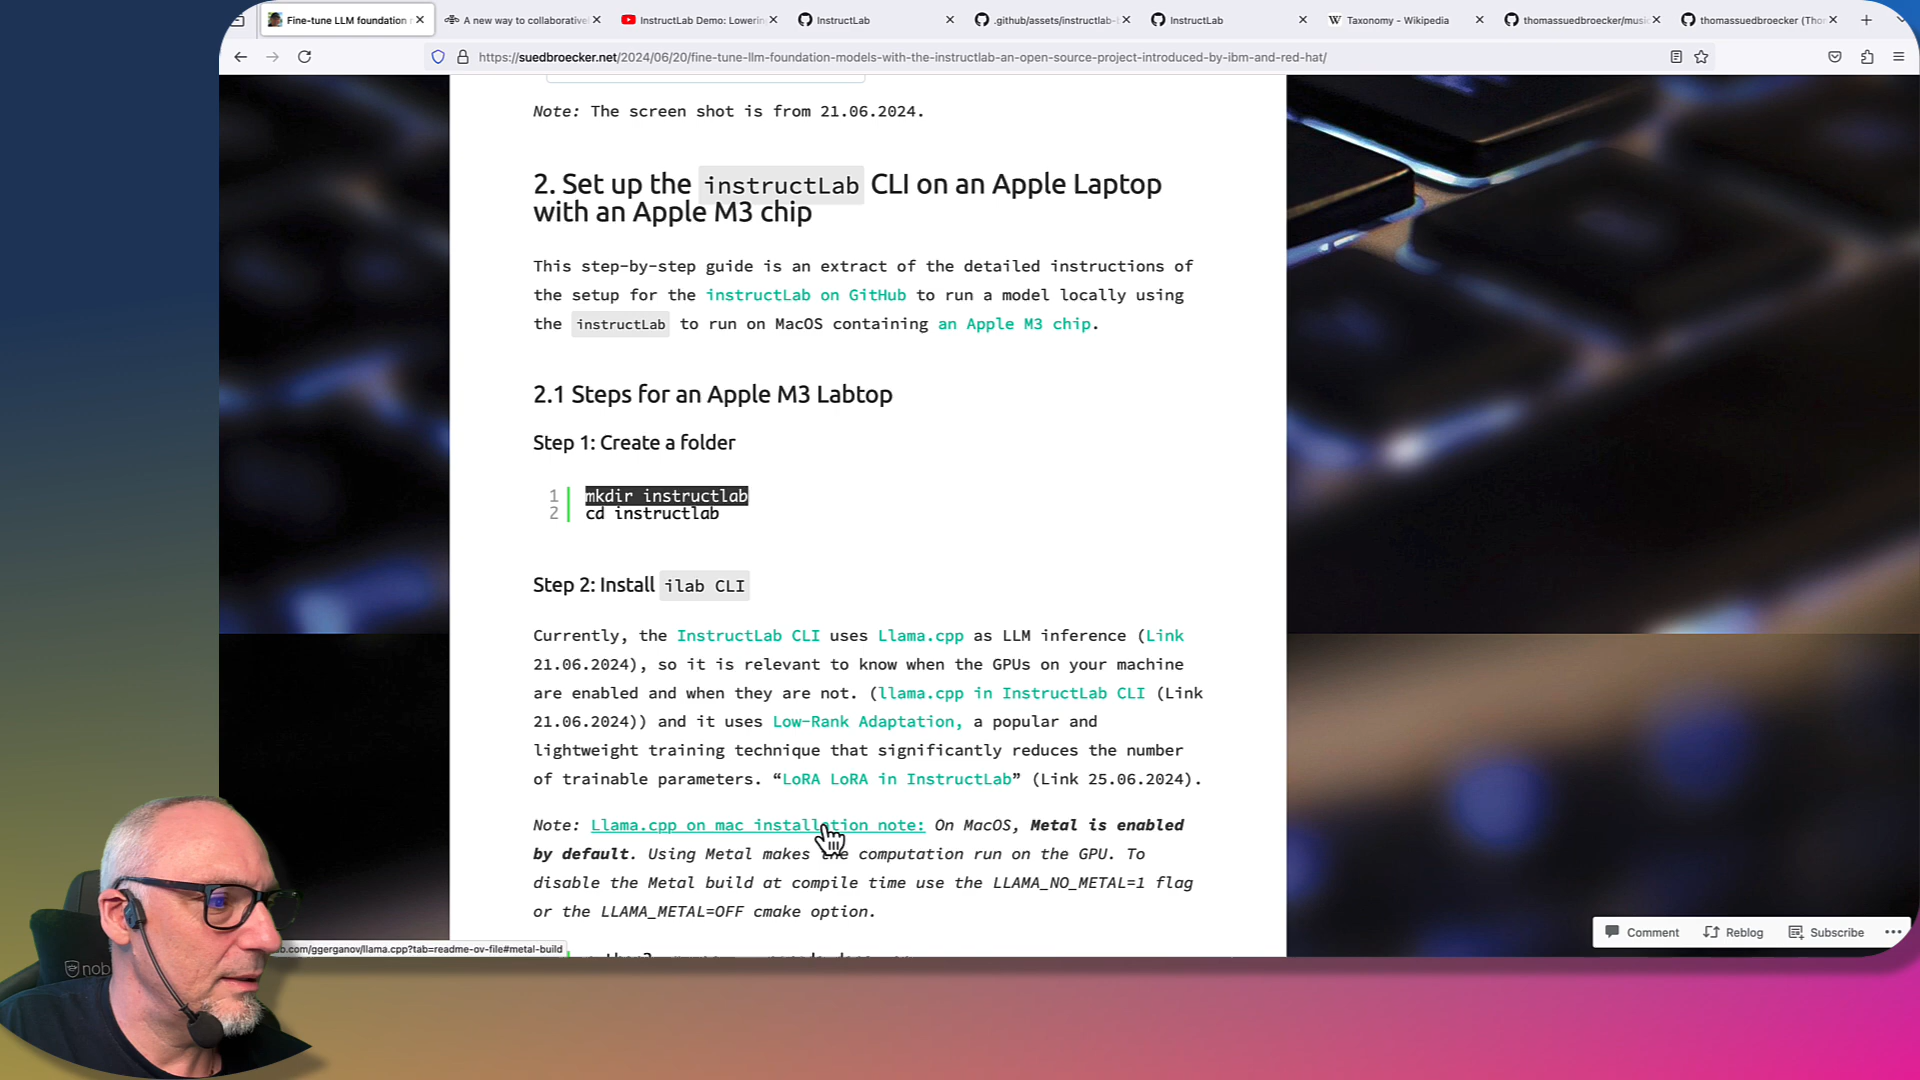 Fine-tune LLM foundation
A new way to collaborative
InstructLab Demo: Lowerin
InstructLab
.github/assets/instructlab-
InstructLab
Taxonomy - Wikipedia
thomassuedbroecker/musi
thomassuedbroecker (Tho
https://suedbroecker.net/2024/06/20/fine-tune-llm-foundation-models-with-the-instructlab-an-open-source-project-introduced-by-ibm-and-red-hat/
Note: The screen shot is from 21.06.2024.
2. Set up the instructLab CLI on an Apple Laptop
with an Apple M3 chip
This step-by-step guide is an extract of the detailed instructions of
the setup for the instructLab on GitHub to run a model locally using
the instructLab to run on MacOS containing an Apple M3 chip.
2.1 Steps for an Apple M3 Labtop
Step 1: Create a folder
1 mkdir instructlab
2 cd instructlab
Step 2: Install ilab CLI
Currently, the InstructLab CLI uses Llama.cpp as LLM inference (Link
21.06.2024), so it is relevant to know when the GPUs on your machine
are enabled and when they are not. (llama.cpp in InstructLab CLI (Link
21.06.2024)) and it uses Low-Rank Adaptation, a popular and
lightweight training technique that significantly reduces the number
of trainable parameters. “LoRA LoRA in InstructLab” (Link 25.06.2024).
Note: Llama.cpp on mac installation note: On MacOS, Metal is enabled
by default. Using Metal makes the computation run on the GPU. To
disable the Metal build at compile time use the LLAMA_NO_METAL=1 flag
or the LLAMA_METAL=OFF cmake option.
Comment
Reblog
Subscribe
b.com/ggerganov/llama.cpp?tab=readme-ov-file#metal-build
nob